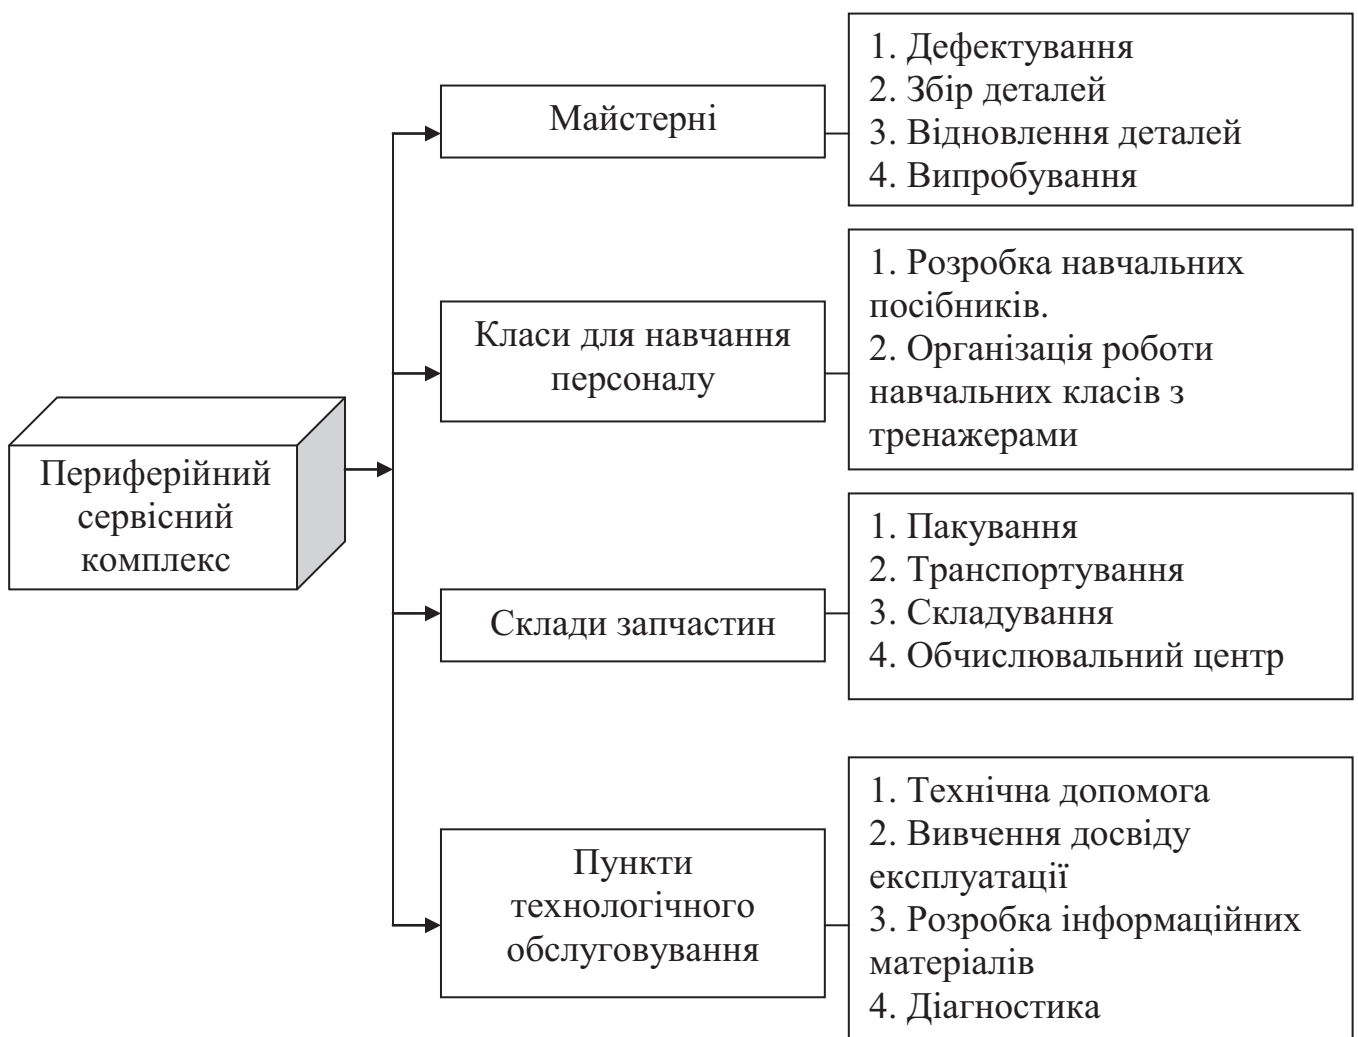 Периферійний
сервісний
комплекс
Майстерні
1. Дефектування
2. Збір деталей
3. Відновлення деталей
4. Випробування
Класи для навчання
персоналу
1. Розробка навчальних
посібників.
2. Організація роботи
навчальних класів з
тренажерами
Склади запчастин
1. Пакування
2. Транспортування
3. Складування
4. Обчислювальний центр
Пункти
технологічного
обслуговування
1. Технічна допомога
2. Вивчення досвіду
експлуатації
3. Розробка інформаційних
матеріалів
4. Діагностика